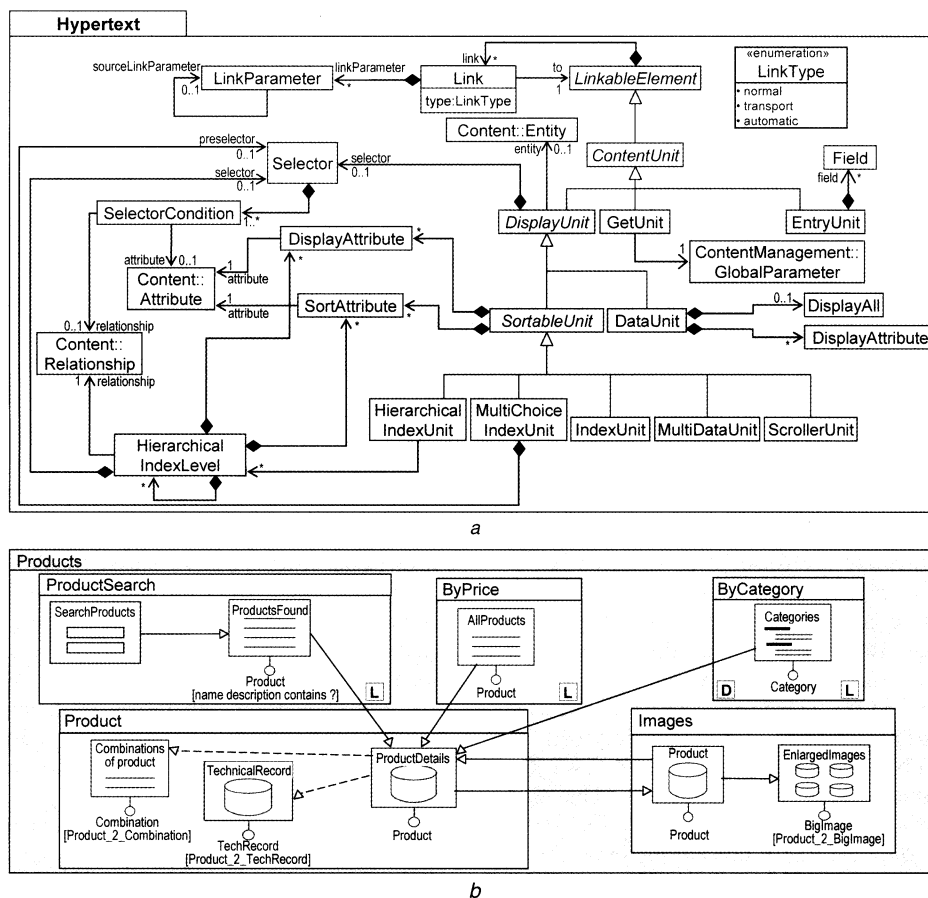 Hypertext
sourceLinkParameter
0..1
LinkParameter
linkParameter
*
link
*
Link
type:LinkType
to
1
LinkableElement
«enumeration»
LinkType
• normal
• transport
• automatic
Content::Entity
entity
0..1
ContentUnit
Field
field
*
preselector
0..1
selector
0..1
Selector
selector
0..1
SelectorCondition
1..*
DisplayAttribute
*
*
DisplayUnit
GetUnit
EntryUnit
attribute
0..1
1
attribute
Content::
Attribute
1
attribute
SortAttribute
*
*
1
ContentManagement::
GlobalParameter
SortableUnit
DataUnit
0..1
DisplayAll
*
DisplayAttribute
0..1
relationship
Content::
Relationship
1
relationship
Hierarchical
IndexLevel
*
*
Hierarchical
IndexUnit
MultiChoice
IndexUnit
IndexUnit
MultiDataUnit
ScrollerUnit
a
Products
ProductSearch
SearchProducts
ProductsFound
Product
[name description contains ?]
L
ByPrice
AllProducts
Product
L
ByCategory
Categories
Category
D
L
Product
Combinations
of product
Combination
[Product_2_Combination]
TechnicalRecord
TechRecord
[Product_2_TechRecord]
ProductDetails
Product
Images
Product
Product
EnlargedImages
BigImage
[Product_2_BigImage]
b